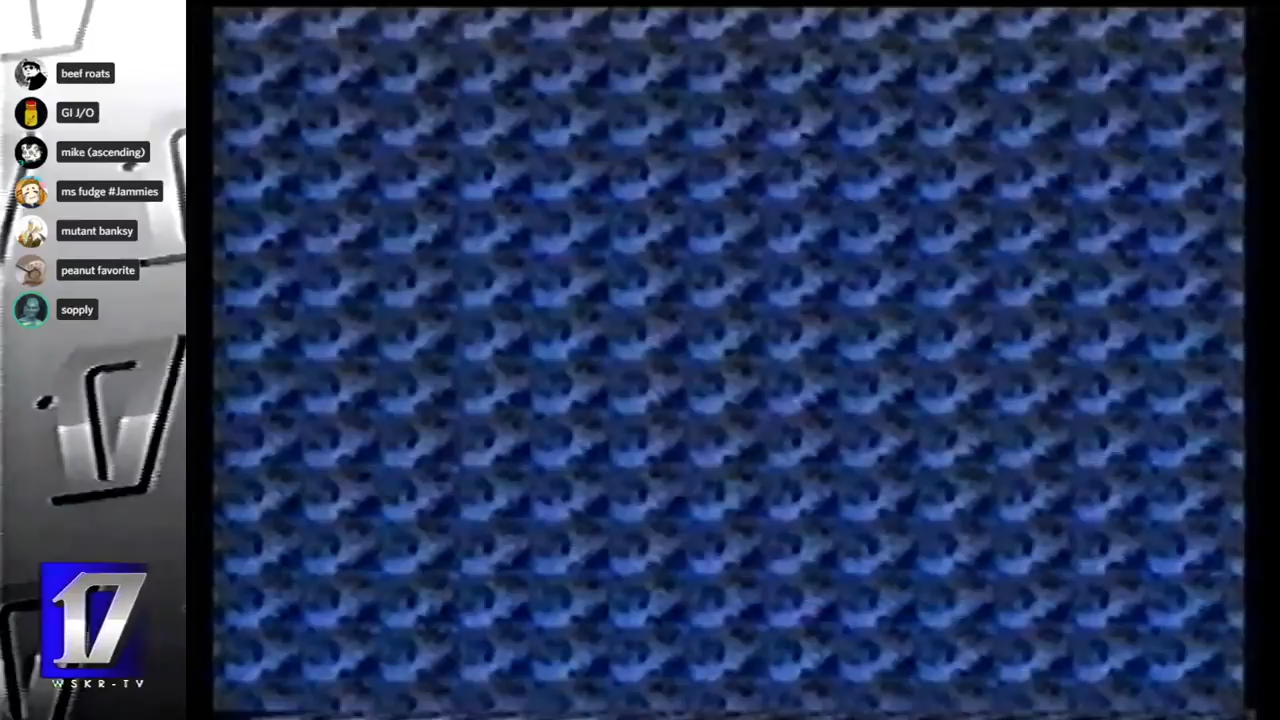 beef roats
GI J/O
mike (ascending)
ms fudge #Jammies
mutant banksy
peanut favorite
sopply
17
WSKR-TV